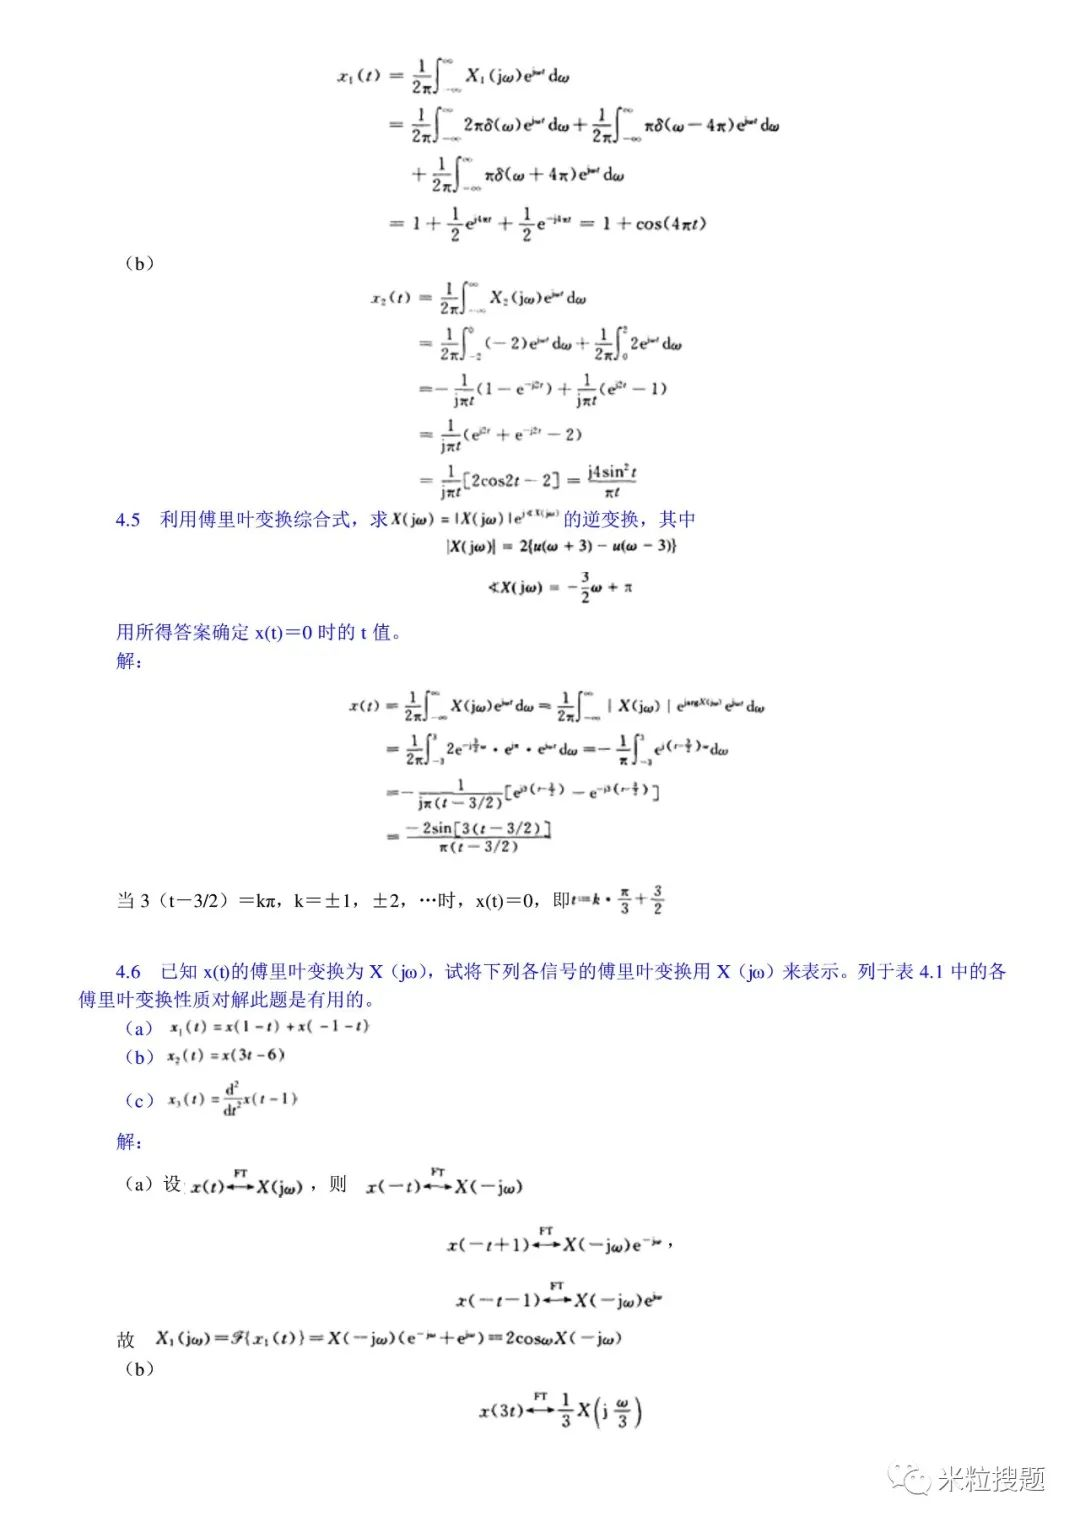 x₁(t) = 1/2π ∫_{-∞}^{∞} X₁(jω)e^{jωt}dω
= 1/2π ∫_{-∞}^{∞} 2πδ(ω)e^{jωt}dω + 1/2π ∫_{-∞}^{∞} πδ(ω－4π)e^{jωt}dω
+ 1/2π ∫_{-∞}^{∞} πδ(ω＋4π)e^{jωt}dω
= 1 + 1/2 e^{j4πt} + 1/2 e^{-j4πt} = 1 + cos(4πt)
（b）
x₂(t) = 1/2π ∫_{-∞}^{∞} X₂(jω)e^{jωt}dω
= 1/2π ∫_{-2}^{0} (－2)e^{jωt}dω + 1/2π ∫_{0}^{2} 2e^{jωt}dω
=－ 1/jπt (1－e^{-j2t}) + 1/jπt (e^{j2t}－1)
= 1/jπt (e^{j2t} + e^{-j2t} － 2)
= 1/jπt [2cos2t－2] = j4sin²t/πt
4.5 利用傅里叶变换综合式，求 X(jω) = |X(jω)|e^{j∢X(jω)} 的逆变换，其中
|X(jω)| = 2{u(ω + 3) − u(ω − 3)}
∢X(jω) = −3/2 ω + π
用所得答案确定 x(t)＝0 时的 t 值。
解：
x(t) = 1/2π ∫_{-∞}^{∞} X(jω)e^{jωt}dω = 1/2π ∫_{-∞}^{∞} | X(jω) | e^{jargX(jω)} e^{jωt}dω
= 1/2π ∫_{-3}^{3} 2e^{-j3/2ω} · e^{jπ} · e^{jωt}dω =－ 1/π ∫_{-3}^{3} e^{j(t－3/2)ω}dω
=－ 1/jπ(t－3/2) [e^{j3(t－3/2)} － e^{-j3(t－3/2)}]
= －2sin[3(t－3/2)]/π(t－3/2)
当 3（t－3/2）＝kπ，k＝±1，±2，…时，x(t)＝0，即t＝k · π/3 + 3/2
4.6 已知 x(t)的傅里叶变换为 X（jω），试将下列各信号的傅里叶变换用 X（jω）来表示。列于表 4.1 中的各
傅里叶变换性质对解此题是有用的。
（a） x₁(t) = x(1−t) + x(−1−t)
（b） x₂(t) = x(3t−6)
（c） x₃(t) = d²/dt² x(t−1)
解：
（a）设 x(t) ←FT→ X(jω)，则 x(－t) ←FT→ X(－jω)
x(－t＋1) ←FT→ X(－jω)e^{-jω}，
x(－t－1) ←FT→ X(－jω)e^{jω}
故 X₁(jω)＝ℱ{x₁(t)}＝X(－jω)(e^{-jω}＋e^{jω})＝2cosωX(－jω)
（b）
x(3t) ←FT→ 1/3 X(j ω/3)
米粒搜题